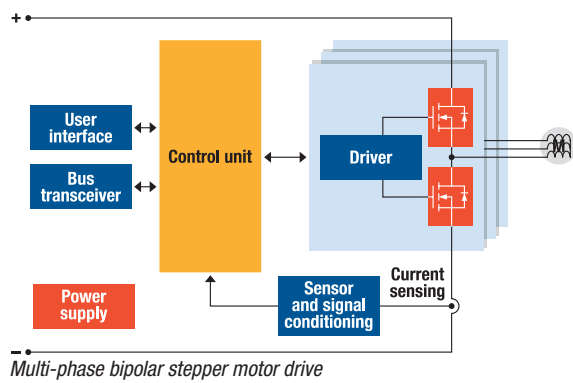 +
User
interface
Bus
transceiver
Control unit
Driver
M
Current
sensing
Sensor
and signal
conditioning
Power
supply
–
Multi-phase bipolar stepper motor drive